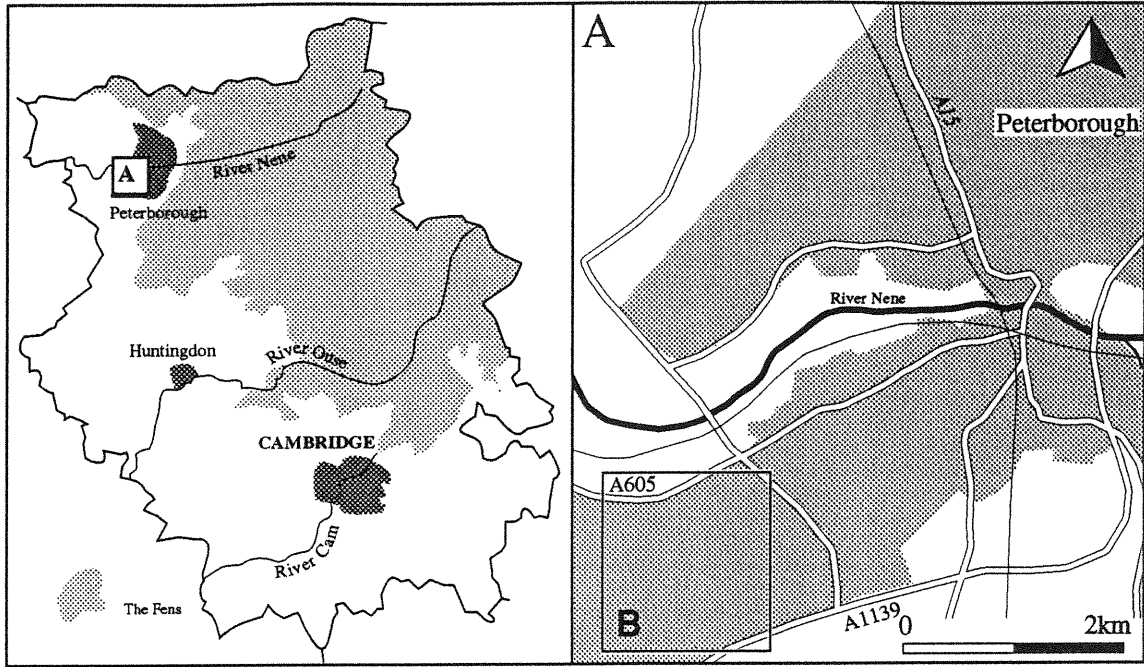 A
River Nene
Peterborough
Huntingdon
River Ouse
CAMBRIDGE
River Cam
The Fens
A
A15
Peterborough
River Nene
A605
B
A1139
0 2km